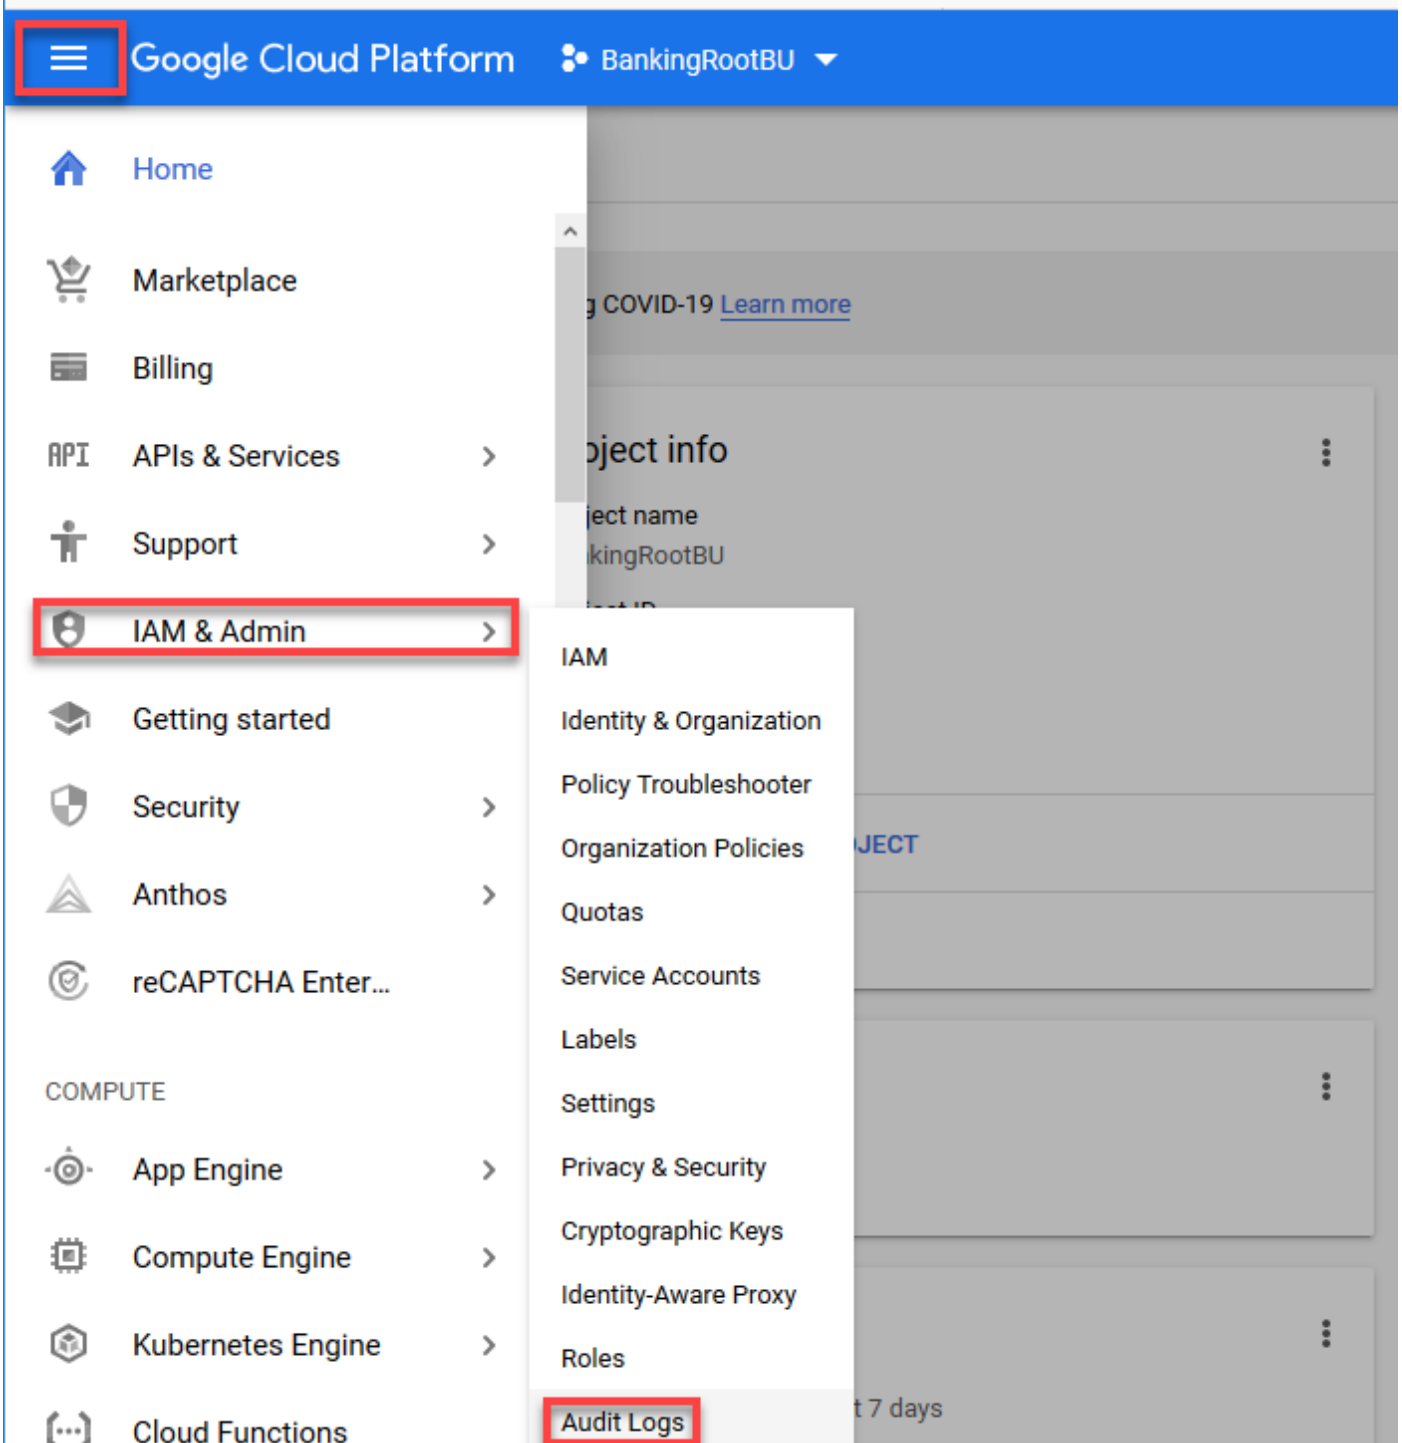 Google Cloud Platform BankingRootBU
Home
Marketplace
Billing
API APIs & Services
Support
IAM & Admin
Getting started
Security
Anthos
reCAPTCHA Enter...
COMPUTE
App Engine
Compute Engine
Kubernetes Engine
Cloud Functions
IAM
Identity & Organization
Policy Troubleshooter
Organization Policies
Quotas
Service Accounts
Labels
Settings
Privacy & Security
Cryptographic Keys
Identity-Aware Proxy
Roles
Audit Logs
g COVID-19 Learn more
oject info
ject name
kingRootBU
ject ID
JECT
t 7 days